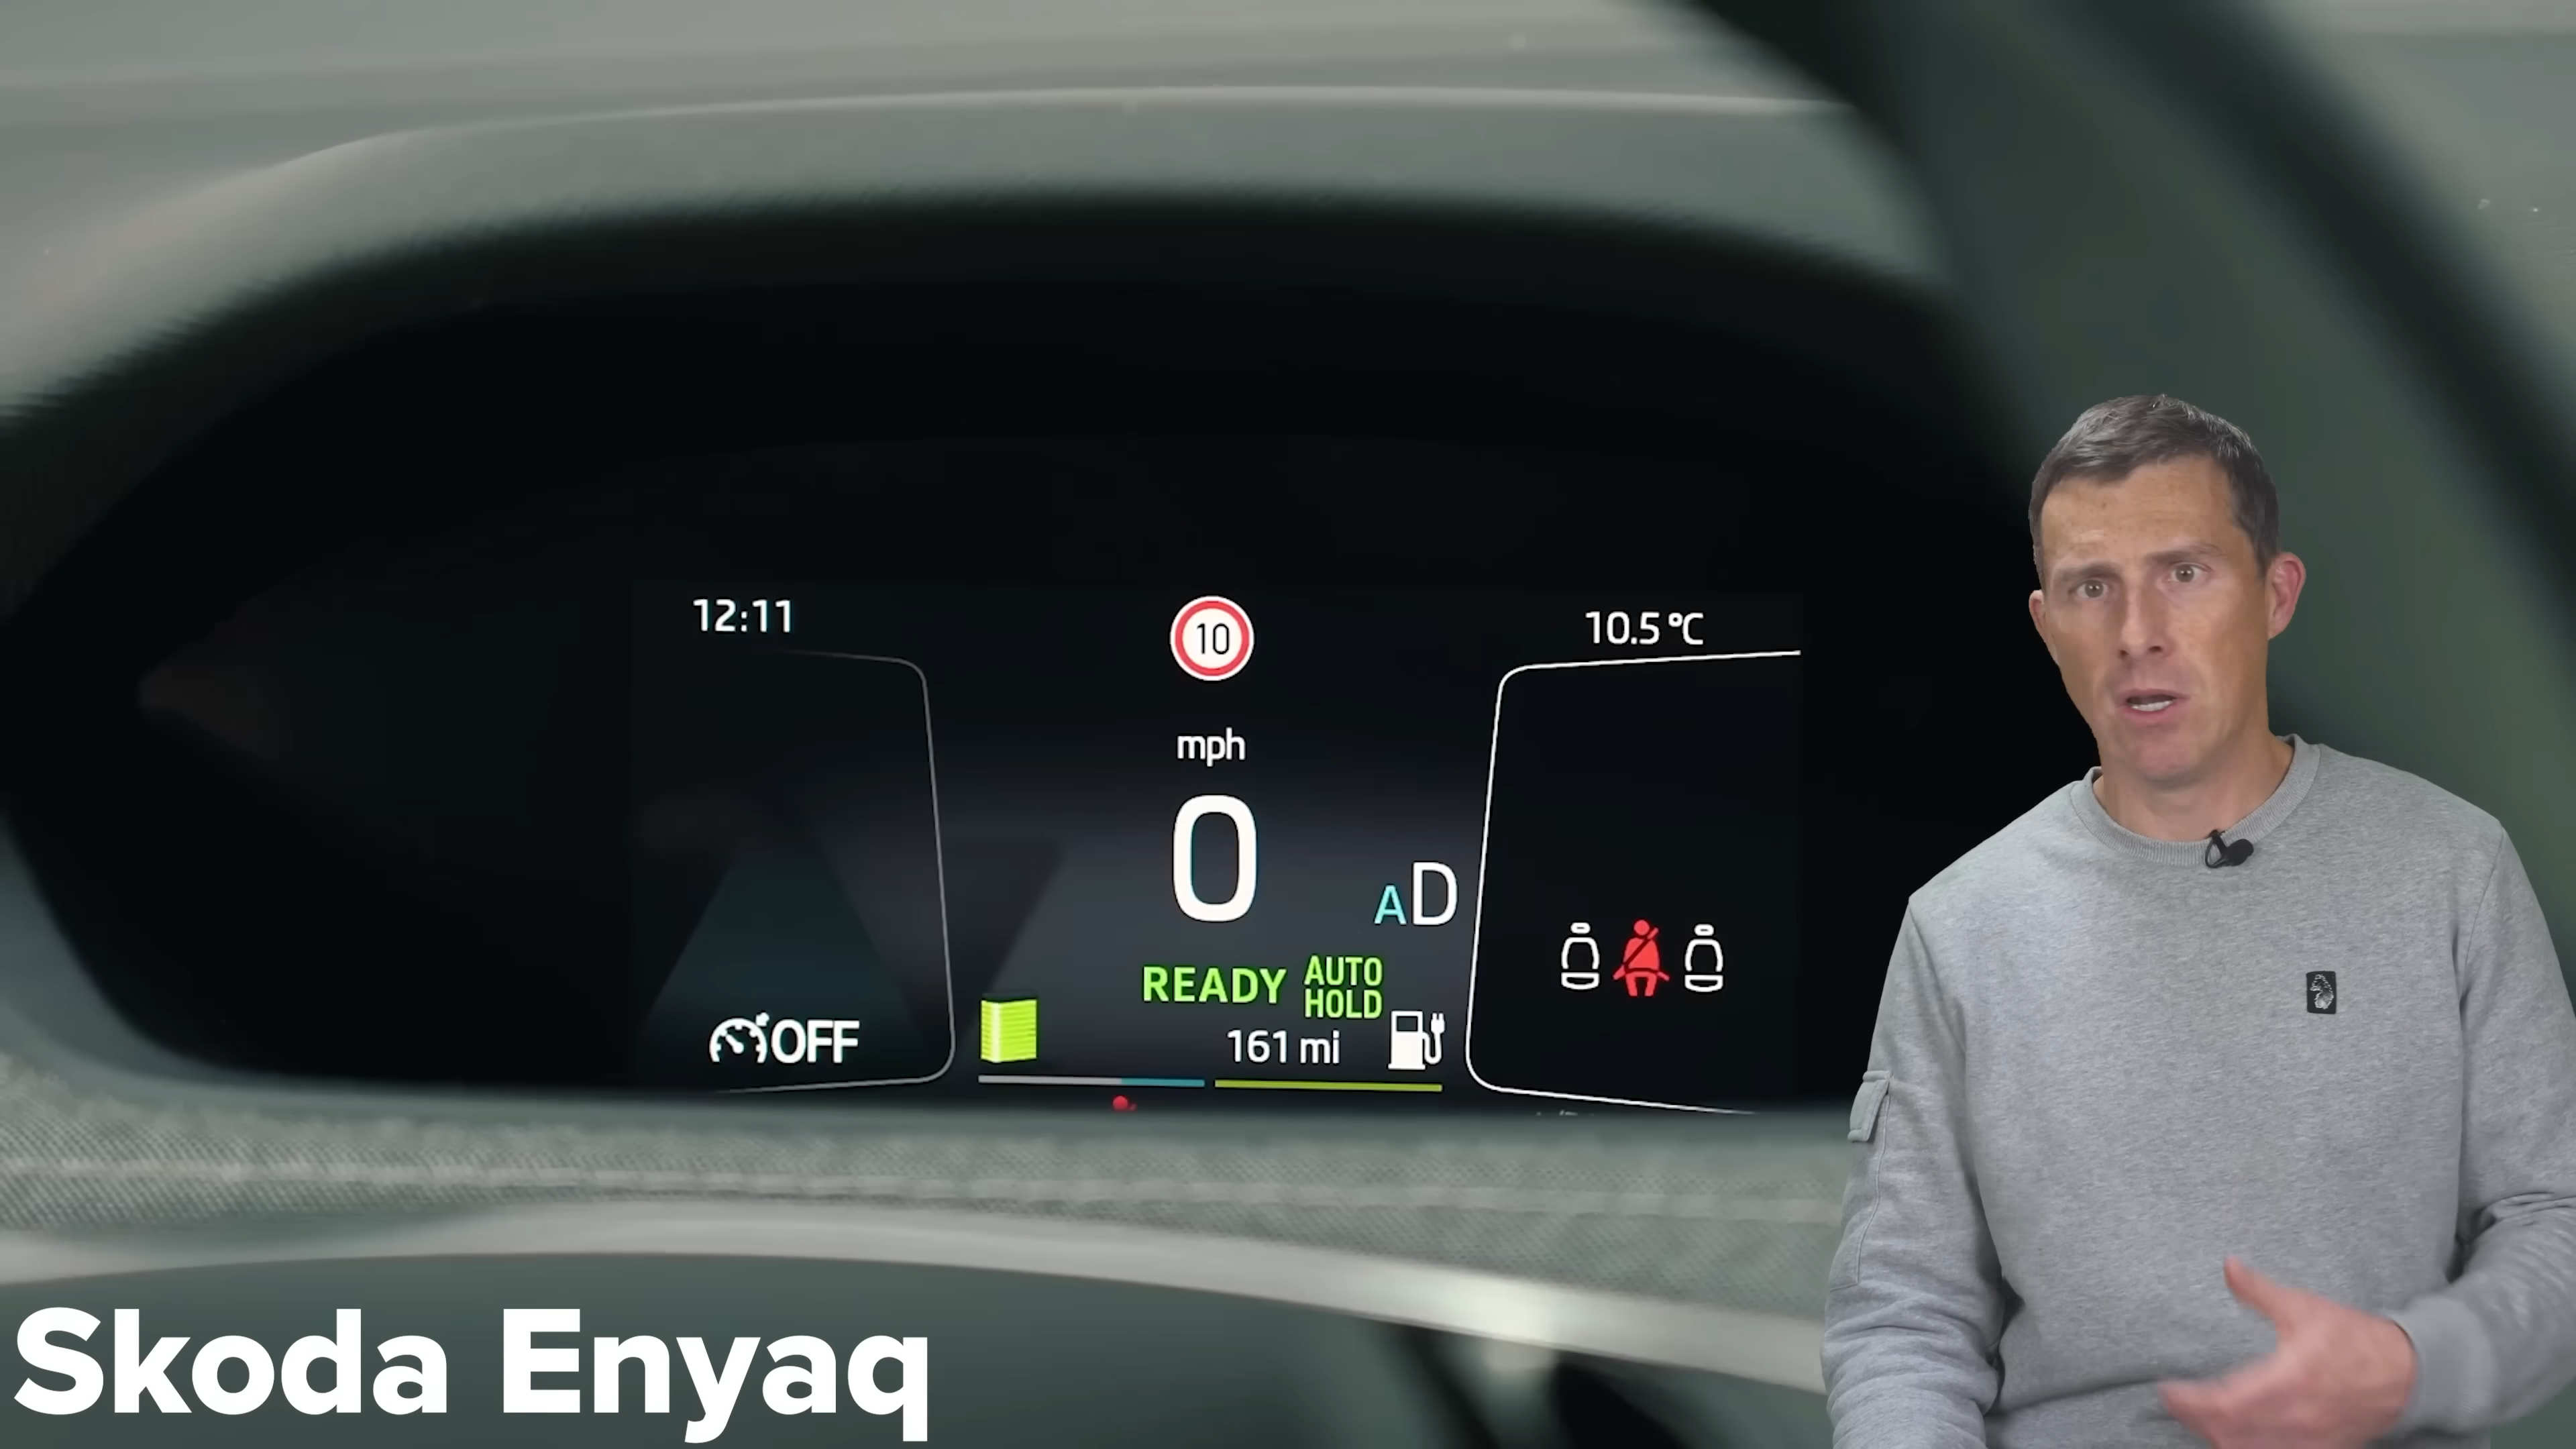 12:11
10
10.5 °C
mph
0
AD
READY
AUTO
HOLD
OFF
161 mi
Skoda Enyaq